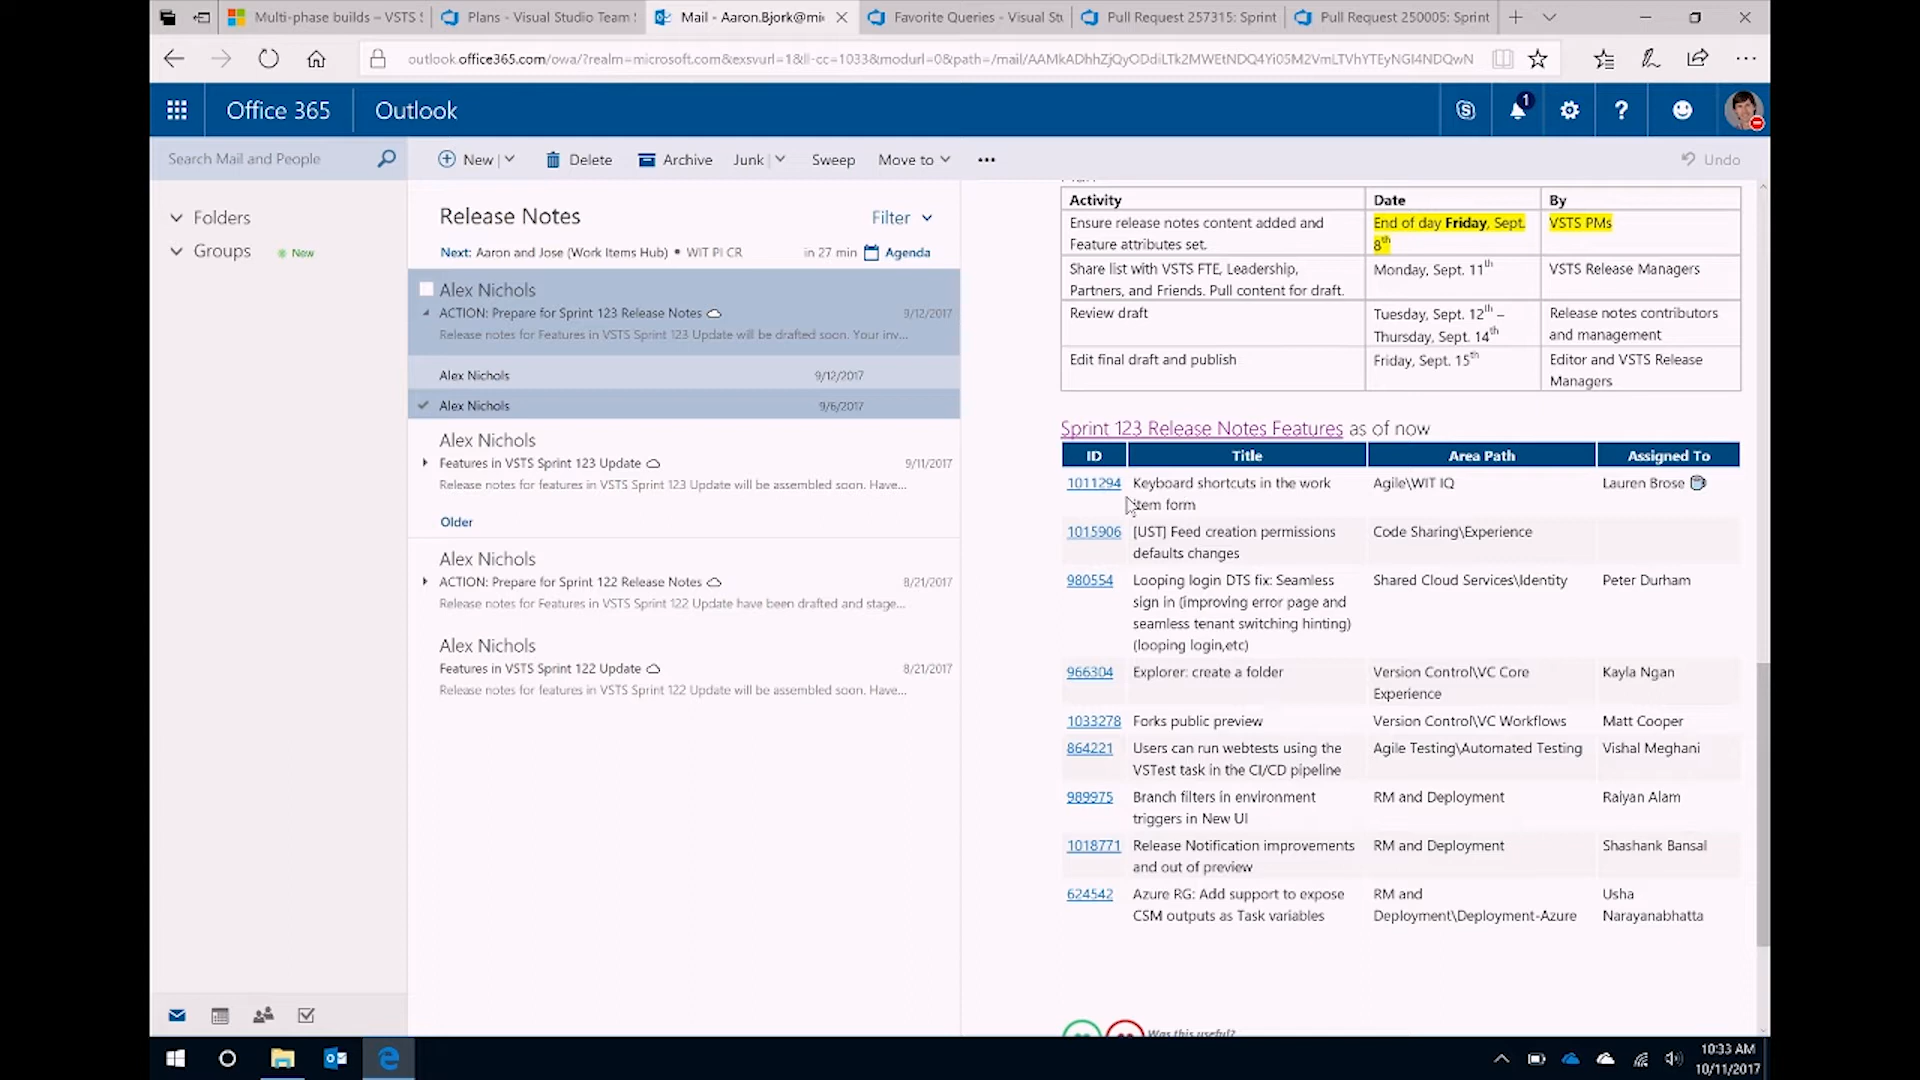 Multi-phase builds – VSTS
Plans - Visual Studio Team
Mail - Aaron.Bjork@mi
Favorite Queries - Visual Stu
Pull Request 257315: Sprint
Pull Request 250005: Sprint
outlook.office365.com/owa/?realm=microsoft.com&exsvurl=1&ll-cc=1033&modurl=0&path=/mail/AAMkADhhZjQyODdiLTk2MWEtNDQ4Yi05M2VmLTVhYTEyNGI4NDQwN
Office 365
Outlook
1
Search Mail and People
New
Delete
Archive
Junk
Sweep
Move to
Undo
Folders
Groups
New
Release Notes
Filter
Next: Aaron and Jose (Work Items Hub) • WIT PI CR
in 27 min
Agenda
Alex Nichols
ACTION: Prepare for Sprint 123 Release Notes
9/12/2017
Release notes for Features in VSTS Sprint 123 Update will be drafted soon. Your inv...
Alex Nichols
9/12/2017
Alex Nichols
9/6/2017
Alex Nichols
Features in VSTS Sprint 123 Update
9/11/2017
Release notes for features in VSTS Sprint 123 Update will be assembled soon. Have...
Older
Alex Nichols
ACTION: Prepare for Sprint 122 Release Notes
8/21/2017
Release notes for Features in VSTS Sprint 122 Update have been drafted and stage...
Alex Nichols
Features in VSTS Sprint 122 Update
8/21/2017
Release notes for features in VSTS Sprint 122 Update will be assembled soon. Have...
Activity
Date
By
Ensure release notes content added and
Feature attributes set.
End of day Friday, Sept.
8th
VSTS PMs
Share list with VSTS FTE, Leadership,
Partners, and Friends. Pull content for draft.
Monday, Sept. 11th
VSTS Release Managers
Review draft
Tuesday, Sept. 12th –
Thursday, Sept. 14th
Release notes contributors
and management
Edit final draft and publish
Friday, Sept. 15th
Editor and VSTS Release
Managers
Sprint 123 Release Notes Features as of now
ID
Title
Area Path
Assigned To
1011294
Keyboard shortcuts in the work
item form
Agile\WIT IQ
Lauren Brose
1015906
[UST] Feed creation permissions
defaults changes
Code Sharing\Experience
980554
Looping login DTS fix: Seamless
sign in (improving error page and
seamless tenant switching hinting)
(looping login,etc)
Shared Cloud Services\Identity
Peter Durham
966304
Explorer: create a folder
Version Control\VC Core
Experience
Kayla Ngan
1033278
Forks public preview
Version Control\VC Workflows
Matt Cooper
864221
Users can run webtests using the
VSTest task in the CI/CD pipeline
Agile Testing\Automated Testing
Vishal Meghani
989975
Branch filters in environment
triggers in New UI
RM and Deployment
Raiyan Alam
1018771
Release Notification improvements
and out of preview
RM and Deployment
Shashank Bansal
624542
Azure RG: Add support to expose
CSM outputs as Task variables
RM and
Deployment\Deployment-Azure
Usha
Narayanabhatta
Was this useful?
10:33 AM
10/11/2017